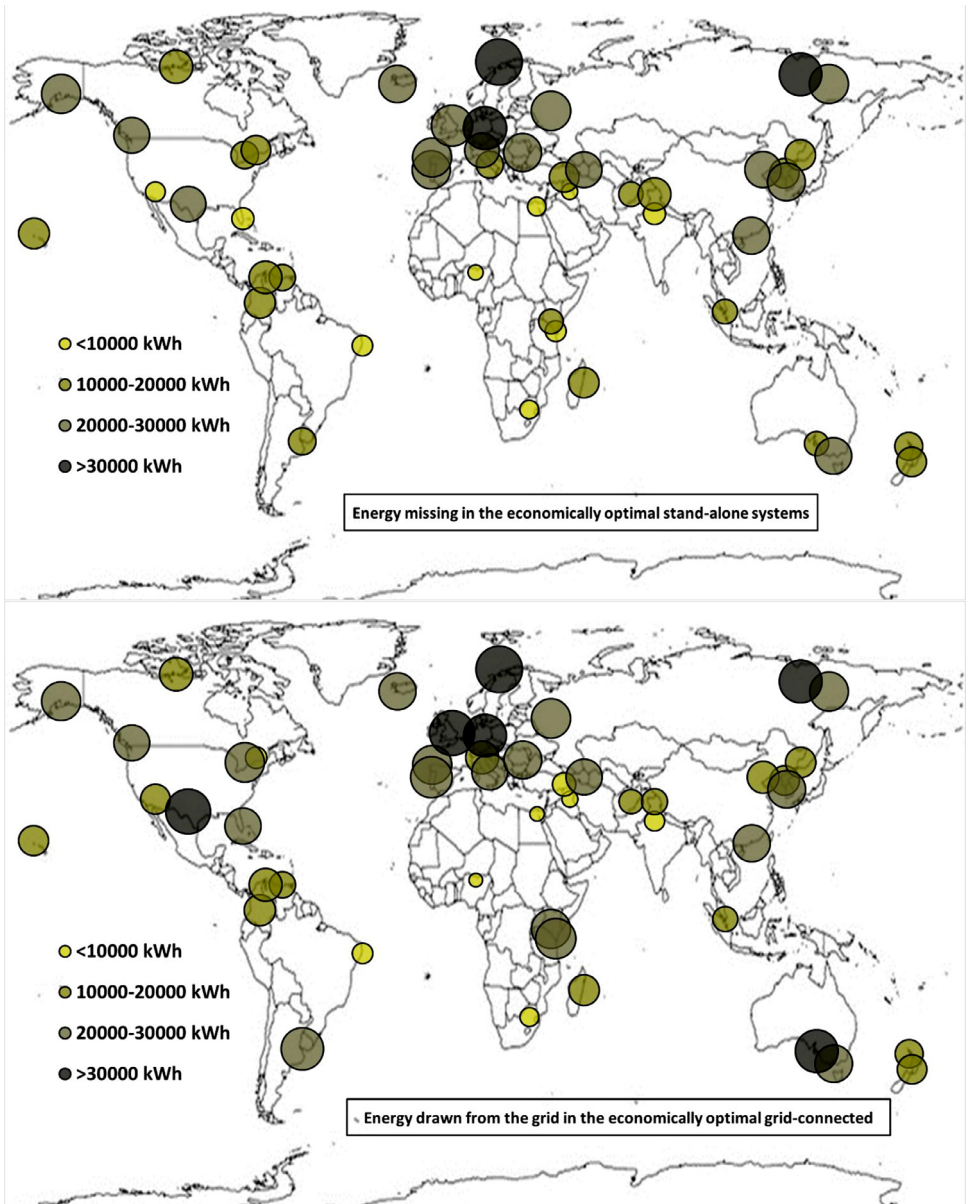 <10000 kWh
10000-20000 kWh
20000-30000 kWh
>30000 kWh
Energy missing in the economically optimal stand-alone systems
<10000 kWh
10000-20000 kWh
20000-30000 kWh
>30000 kWh
Energy drawn from the grid in the economically optimal grid-connected